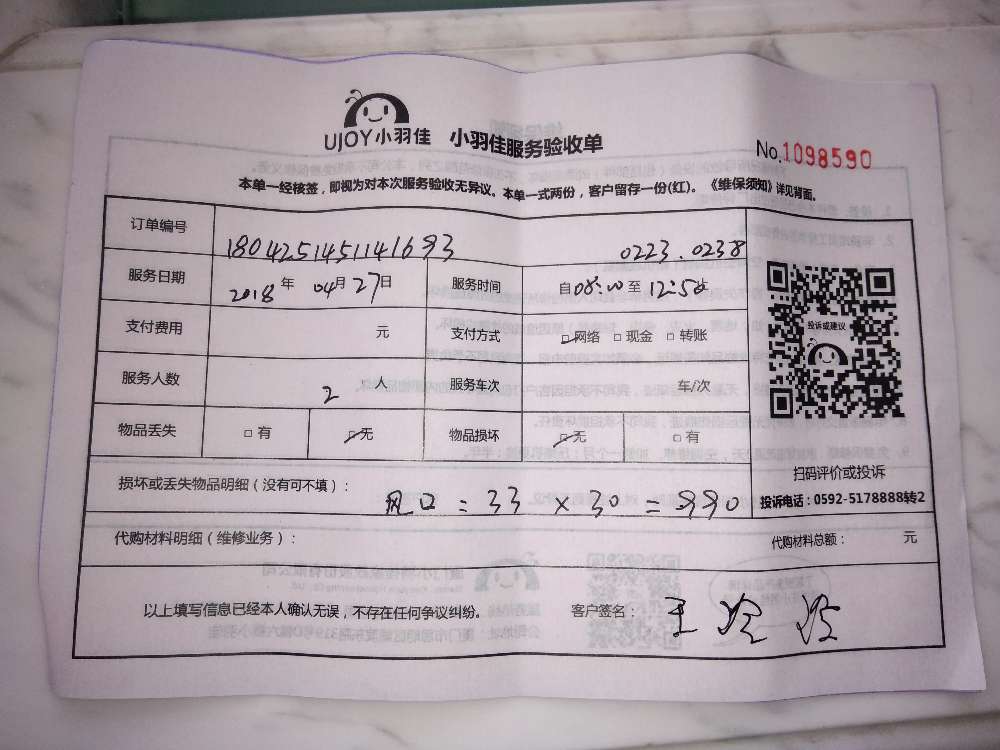 UJOY小羽佳 小羽佳服务验收单
No.1098590
本单一经核签，即视为对本次服务验收无异议。本单一式两份，客户留存一份(红)。《维保须知》详见背面。
订单编号 1804251451141693 0223.0238
服务日期 2018年04月27日 服务时间 自08:00至12:50
支付费用 元 支付方式 □网络 □现金 □转账
投诉或建议
服务人数 2人 服务车次 车/次
物品丢失 □有 □无 物品损坏 □无 □有
扫码评价或投诉
投诉电话：0592-5178888转2
损坏或丢失物品明细（没有可不填）：
风口=33×30=990
代购材料明细（维修业务）： 代购材料总额： 元
以上填写信息已经本人确认无误，不存在任何争议纠纷。 客户签名：王